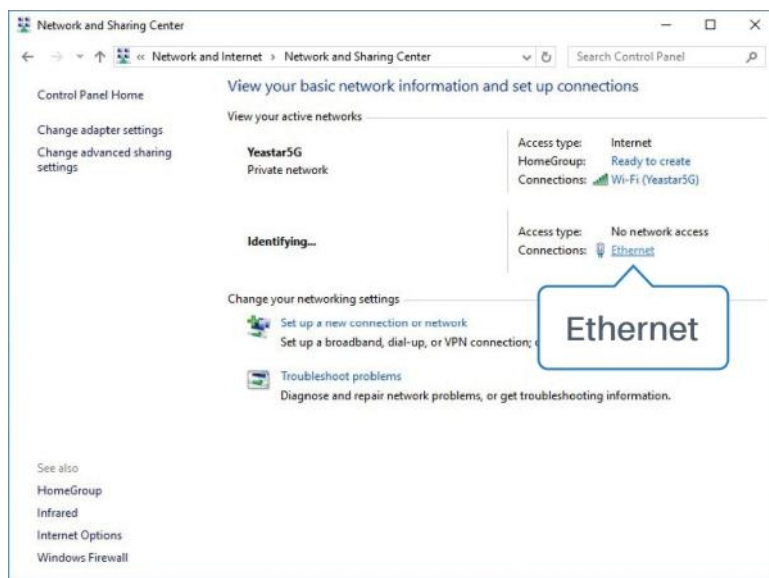 Network and Sharing Center
« Network and Internet › Network and Sharing Center
Search Control Panel
Control Panel Home
Change adapter settings
Change advanced sharing
settings
View your basic network information and set up connections
View your active networks
Yeastar5G
Private network
Access type: Internet
HomeGroup: Ready to create
Connections: Wi-Fi (Yeastar5G)
Identifying...
Access type: No network access
Connections: Ethernet
Ethernet
Change your networking settings
Set up a new connection or network
Set up a broadband, dial-up, or VPN connection;
Troubleshoot problems
Diagnose and repair network problems, or get troubleshooting information.
See also
HomeGroup
Infrared
Internet Options
Windows Firewall